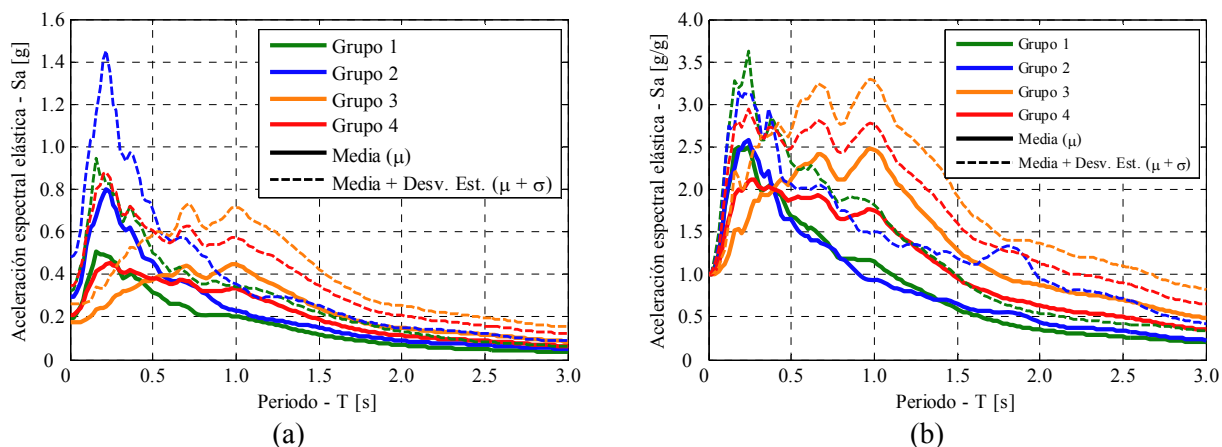 Aceleración espectral elástica - Sa [g]
1.6
1.4
1.2
1.0
0.8
0.6
0.4
0.2
0
0 0.5 1.0 1.5 2.0 2.5 3.0
Periodo - T [s]
Grupo 1
Grupo 2
Grupo 3
Grupo 4
Media (μ)
Media + Desv. Est. (μ + σ)
(a)
Aceleración espectral elástica - Sa [g/g]
4.0
3.5
3.0
2.5
2.0
1.5
1.0
0.5
0
0 0.5 1.0 1.5 2.0 2.5 3.0
Periodo - T [s]
Grupo 1
Grupo 2
Grupo 3
Grupo 4
Media (μ)
Media + Desv. Est. (μ + σ)
(b)